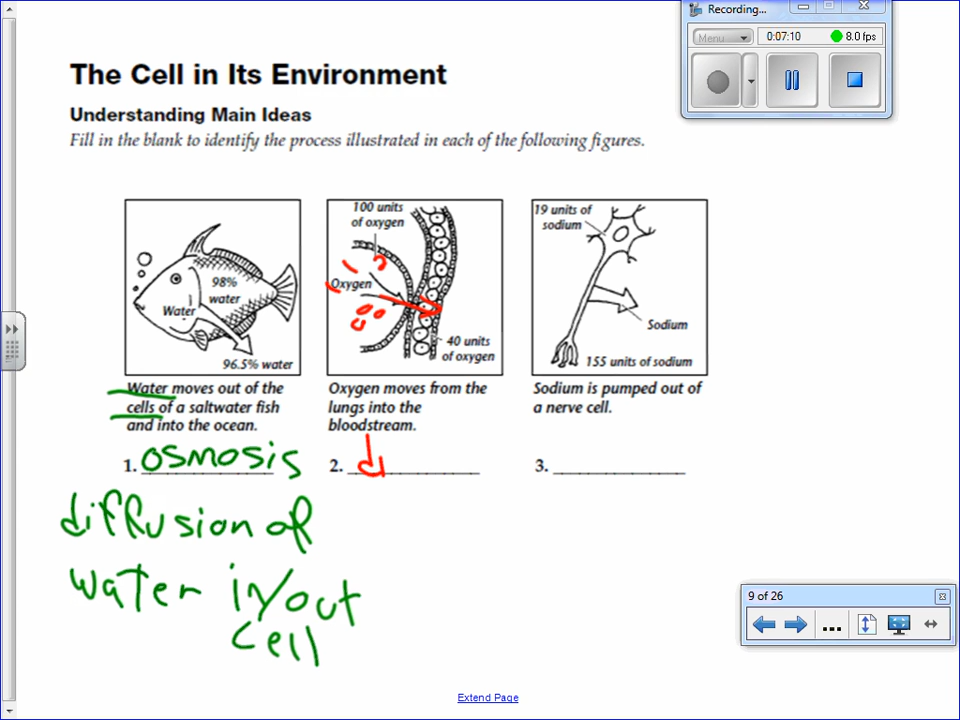 Recording...
Menu
0:07:10
8.0 fps
The Cell in Its Environment
Understanding Main Ideas
Fill in the blank to identify the process illustrated in each of the following figures.
98%
water
Water
96.5% water
100 units
of oxygen
Oxygen
40 units
of oxygen
19 units of
sodium
Sodium
155 units of sodium
Water moves out of the
cells of a saltwater fish
and into the ocean.
Oxygen moves from the
lungs into the
bloodstream.
Sodium is pumped out of
a nerve cell.
1. osmosis
2. d
3.
diffusion of
water in/out
cell
9 of 26
Extend Page